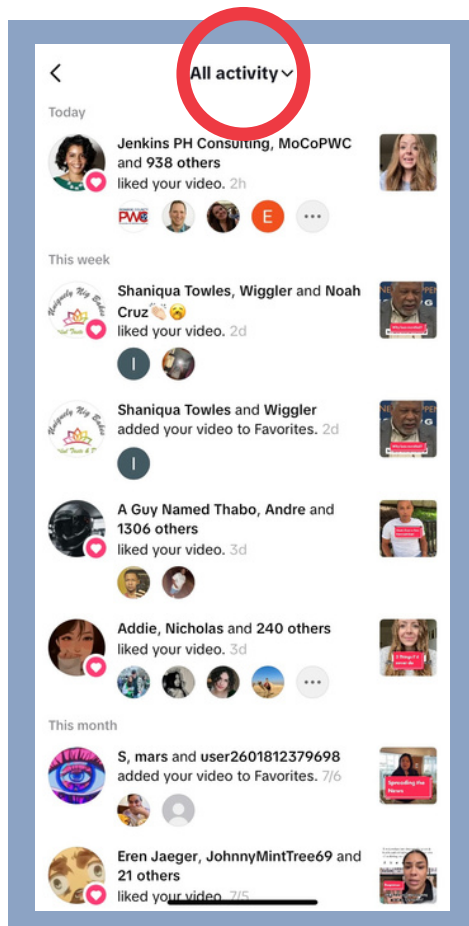 All activity
Today
Jenkins PH Consulting, MoCoPWC
and 938 others
liked your video. 2h
PWC
E
This week
Shaniqua Towles, Wiggler and Noah
Cruz👏🏻🥱
liked your video. 2d
I
Shaniqua Towles and Wiggler
added your video to Favorites. 2d
I
A Guy Named Thabo, Andre and
1306 others
liked your video. 3d
Addie, Nicholas and 240 others
liked your video. 3d
This month
S, mars and user2601812379698
added your video to Favorites. 7/6
Spreading the
News
Eren Jaeger, JohnnyMintTree69 and
21 others
liked your video. 7/5